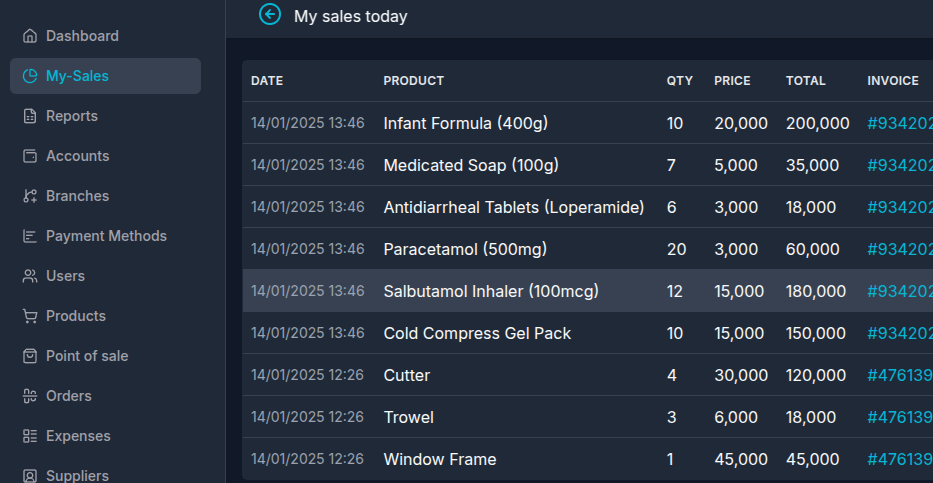 Dashboard
My-Sales
Reports
Accounts
Branches
Payment Methods
Users
Products
Point of sale
Orders
Expenses
Suppliers
My sales today
DATE PRODUCT QTY PRICE TOTAL INVOICE
14/01/2025 13:46 Infant Formula (400g) 10 20,000 200,000 #934202
14/01/2025 13:46 Medicated Soap (100g) 7 5,000 35,000 #934202
14/01/2025 13:46 Antidiarrheal Tablets (Loperamide) 6 3,000 18,000 #934202
14/01/2025 13:46 Paracetamol (500mg) 20 3,000 60,000 #934202
14/01/2025 13:46 Salbutamol Inhaler (100mcg) 12 15,000 180,000 #934202
14/01/2025 13:46 Cold Compress Gel Pack 10 15,000 150,000 #934202
14/01/2025 12:26 Cutter 4 30,000 120,000 #476139
14/01/2025 12:26 Trowel 3 6,000 18,000 #476139
14/01/2025 12:26 Window Frame 1 45,000 45,000 #476139